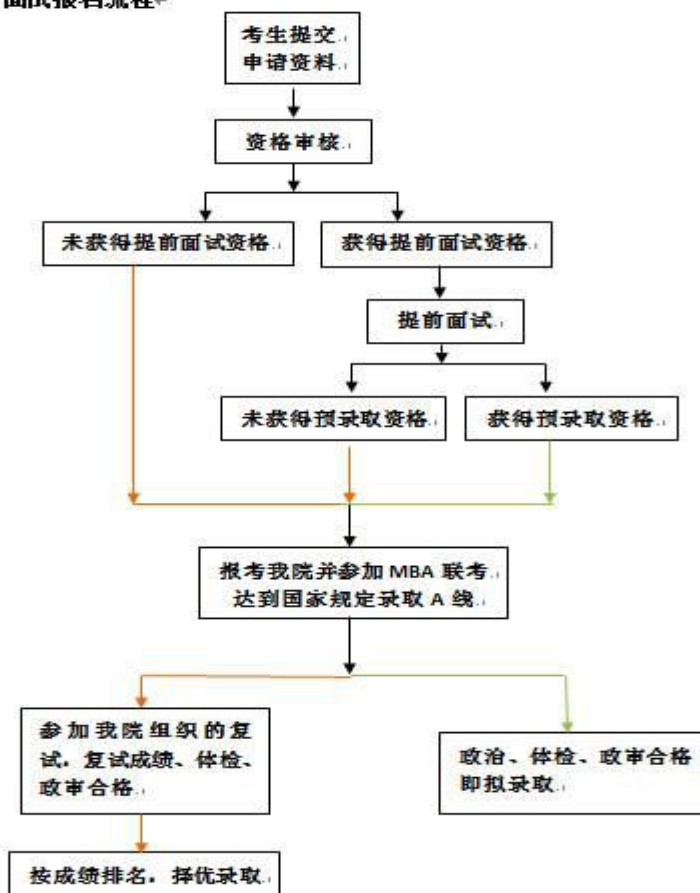 面试报名流程
考生提交
申请资料
资格审核
未获得提前面试资格
获得提前面试资格
提前面试
未获得预录取资格
获得预录取资格
报考我院并参加 MBA 联考
达到国家规定录取 A 线
参加我院组织的复
试。复试成绩、体检、
政审合格
政治、体检、政审合格
即拟录取
按成绩排名。择优录取